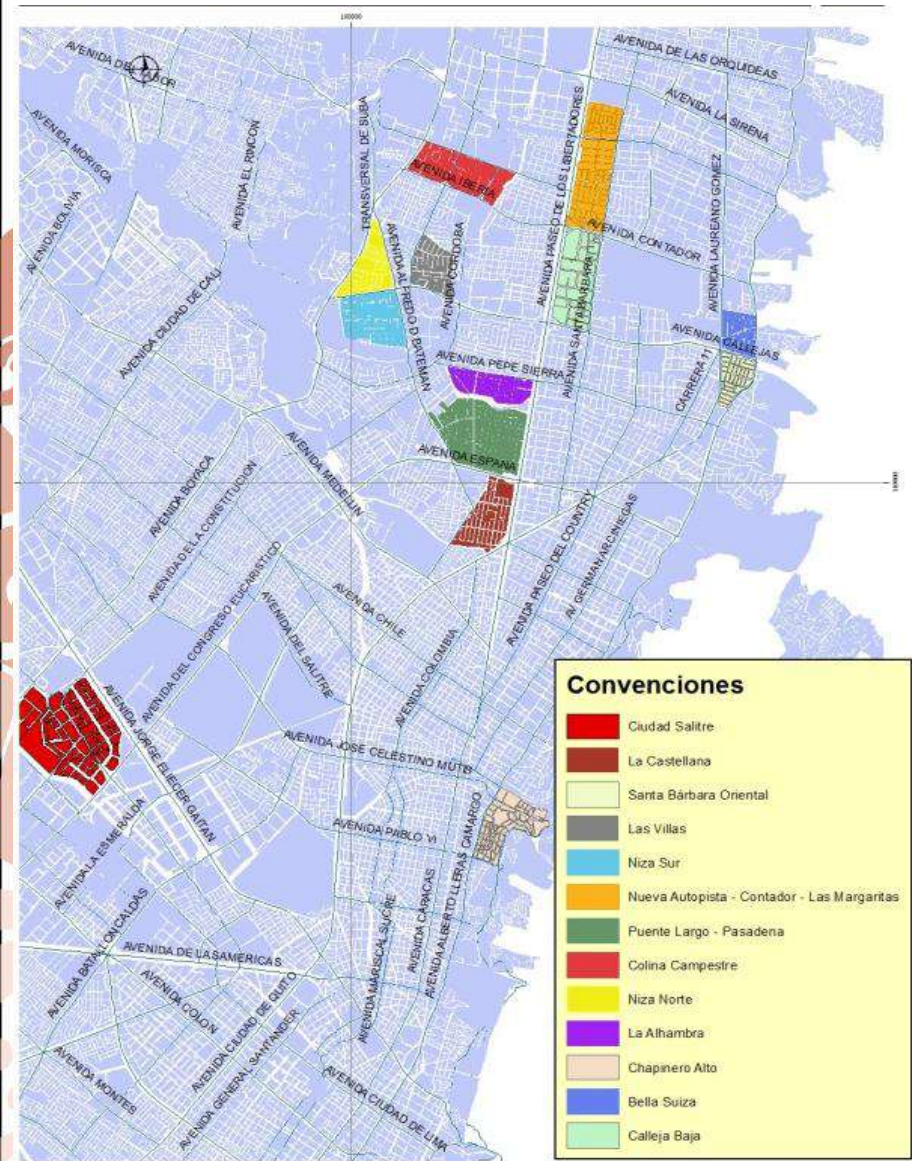 100000
AVENIDA DE LAS ORQUIDEAS
AVENIDA LA SIRENA
AVENIDA MORISCA
AVENIDA BOLIVIA
AVENIDA EL RINCON
TRANSVERSAL DE SUBA
AVENIDA IBERIA
AVENIDA PASEO DE LOS LIBERTADORES
AVENIDA CONTADOR
AVENIDA LAUREANO GOMEZ
AVENIDA CIUDAD DE CALI
AVENIDA ALFREDO D BATEMAN
AVENIDA CORDOBA
AVENIDA SANTA BARBARA
AVENIDA CALLEJAS
AVENIDA PEPE SIERRA
CARRERA 11
AVENIDA ESPAÑA
AVENIDA MEDELLIN
AVENIDA BOYACA
AVENIDA DE LA CONSTITUCION
AVENIDA DEL CONGRESO EUCARISTICO
AVENIDA PASEO DEL COUNTRY
AV GERMAN ARCINIEGAS
AVENIDA CHILE
AVENIDA DEL SALITRE
AVENIDA COLOMBIA
AVENIDA JORGE ELIECER GAITAN
AVENIDA JOSE CELESTINO MUTIS
AVENIDA PABLO VI
AVENIDA LA ESMERALDA
AVENIDA ALBERTO LLERAS CAMARGO
AVENIDA CARACAS
AVENIDA MARISCAL SUCRE
AVENIDA BATALLON CALDAS
AVENIDA DE LAS AMERICAS
AVENIDA COLON
AVENIDA CIUDAD DE QUITO
AVENIDA GENERAL SANTANDER
AVENIDA MONTES
AVENIDA CIUDAD DE LIMA
Convenciones
Ciudad Salitre
La Castellana
Santa Bárbara Oriental
Las Villas
Niza Sur
Nueva Autopista - Contador - Las Margaritas
Puente Largo - Pasadena
Colina Campestre
Niza Norte
La Alhambra
Chapinero Alto
Bella Suiza
Calleja Baja